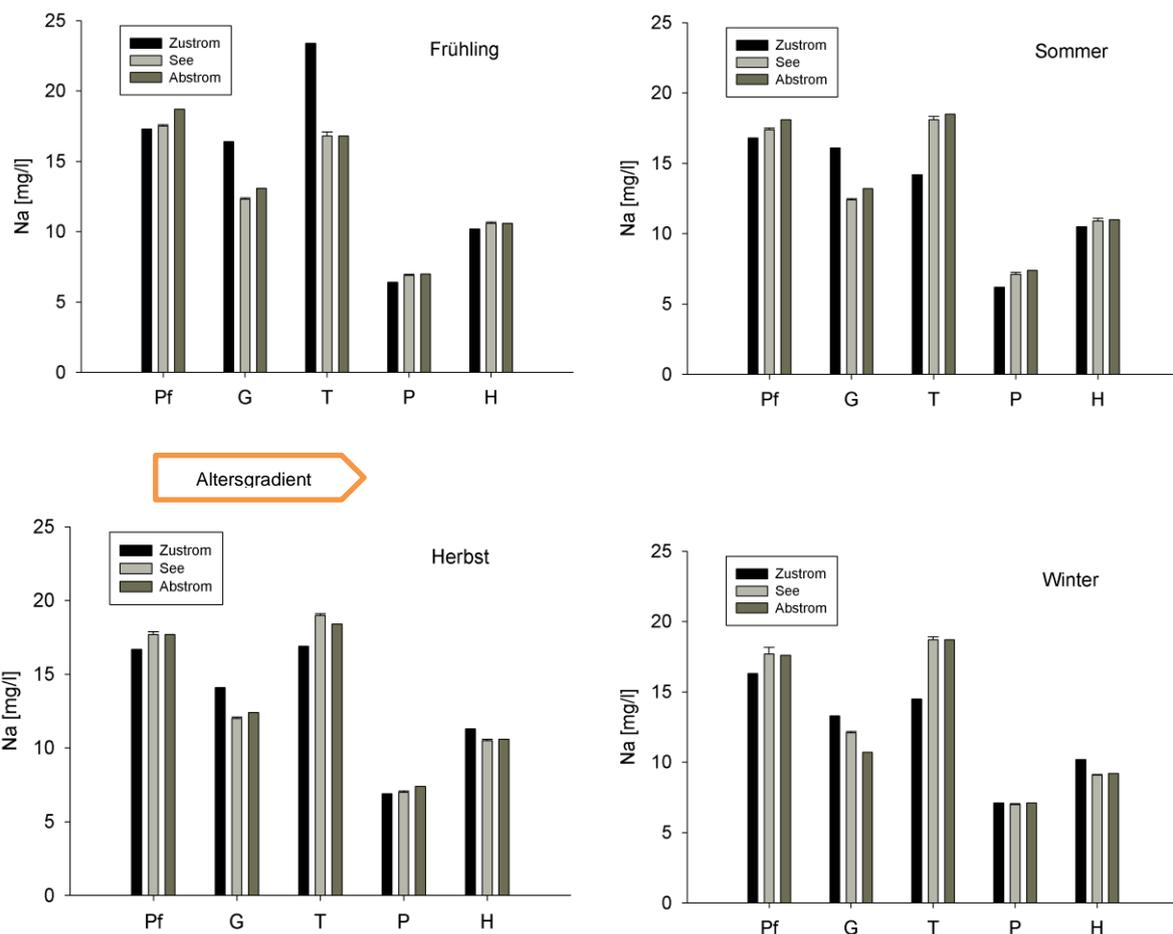 Frühling
Zustrom
See
Abstrom
Na [mg/l]
25
20
15
10
5
0
Pf G T P H
Sommer
Zustrom
See
Abstrom
Na [mg/l]
25
20
15
10
5
0
Pf G T P H
Altersgradient
Herbst
Zustrom
See
Abstrom
Na [mg/l]
25
20
15
10
5
0
Pf G T P H
Winter
Zustrom
See
Abstrom
Na [mg/l]
25
20
15
10
5
0
Pf G T P H